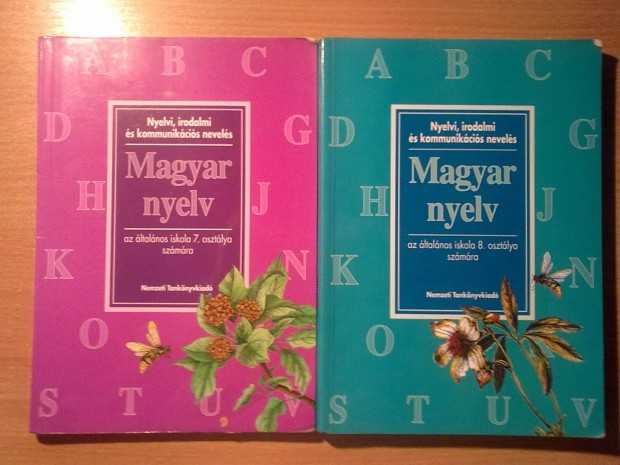 A B C
Nyelvi, irodalmi
és kommunikációs nevelés
D G
Magyar
nyelv
H J
az általános iskola 7. osztálya
számára
K N
Nemzeti Tankönyvkiadó
O
S T U V
A B C
Nyelvi, irodalmi
és kommunikációs nevelés
D G
Magyar
nyelv
H J
az általános iskola 8. osztálya
számára
K N
Nemzeti Tankönyvkiadó
O
S T U V